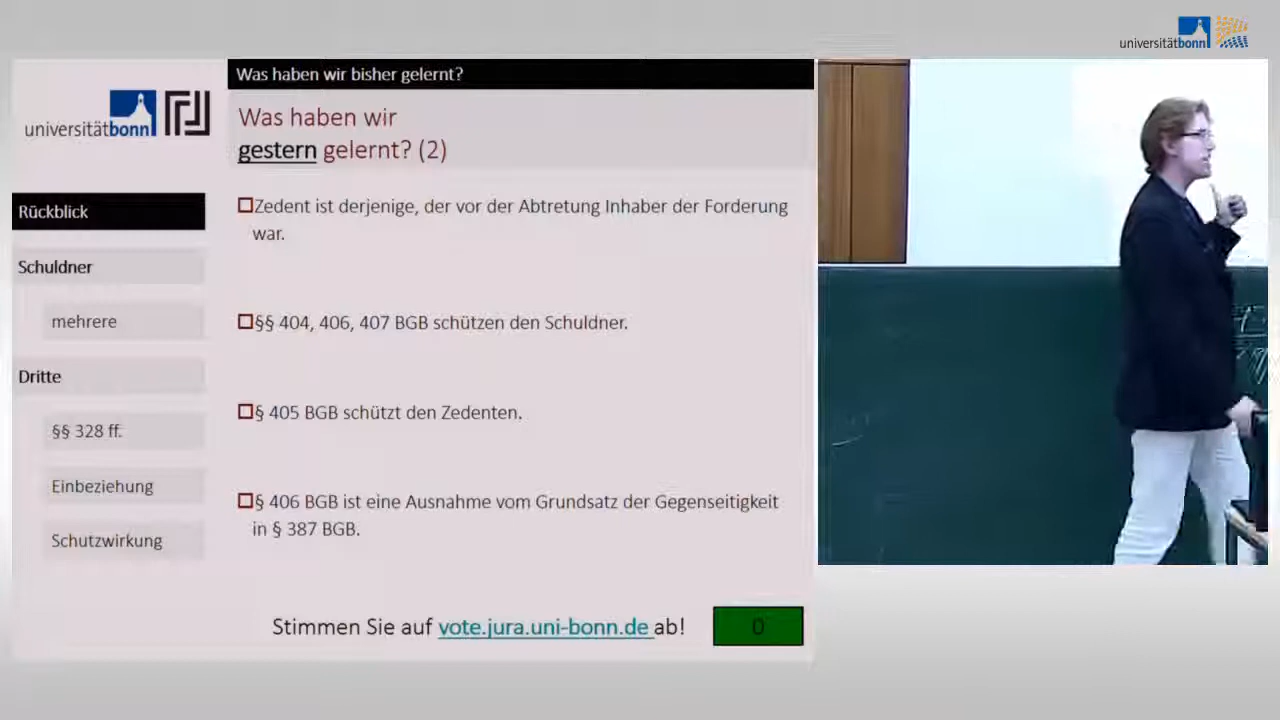 universitätbonn
Was haben wir bisher gelernt?
universitätbonn
Was haben wir
gestern gelernt? (2)
Rückblick
Schuldner
mehrere
Dritte
§§ 328 ff.
Einbeziehung
Schutzwirkung
Zedent ist derjenige, der vor der Abtretung Inhaber der Forderung
war.
§§ 404, 406, 407 BGB schützen den Schuldner.
§ 405 BGB schützt den Zedenten.
§ 406 BGB ist eine Ausnahme vom Grundsatz der Gegenseitigkeit
in § 387 BGB.
Stimmen Sie auf vote.jura.uni-bonn.de ab!
0